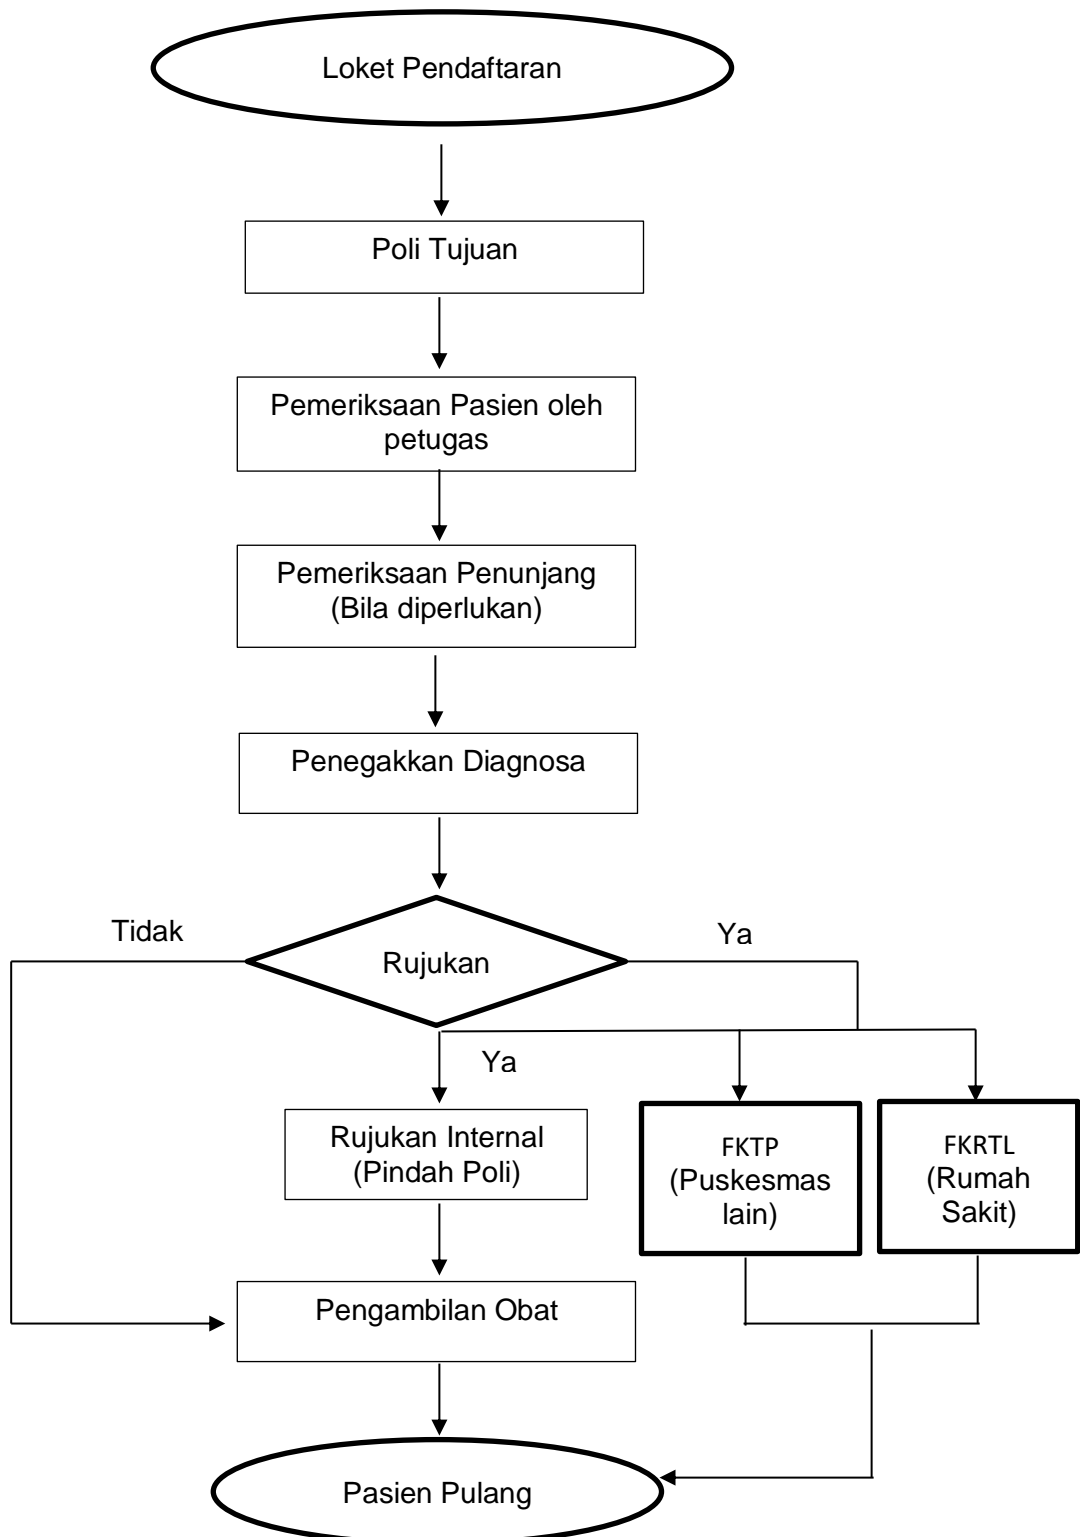 Loket Pendaftaran
Poli Tujuan
Pemeriksaan Pasien oleh
petugas
Pemeriksaan Penunjang
(Bila diperlukan)
Penegakkan Diagnosa
Tidak
Rujukan
Ya
Ya
Rujukan Internal
(Pindah Poli)
FKTP
(Puskesmas
lain)
FKRTL
(Rumah
Sakit)
Pengambilan Obat
Pasien Pulang